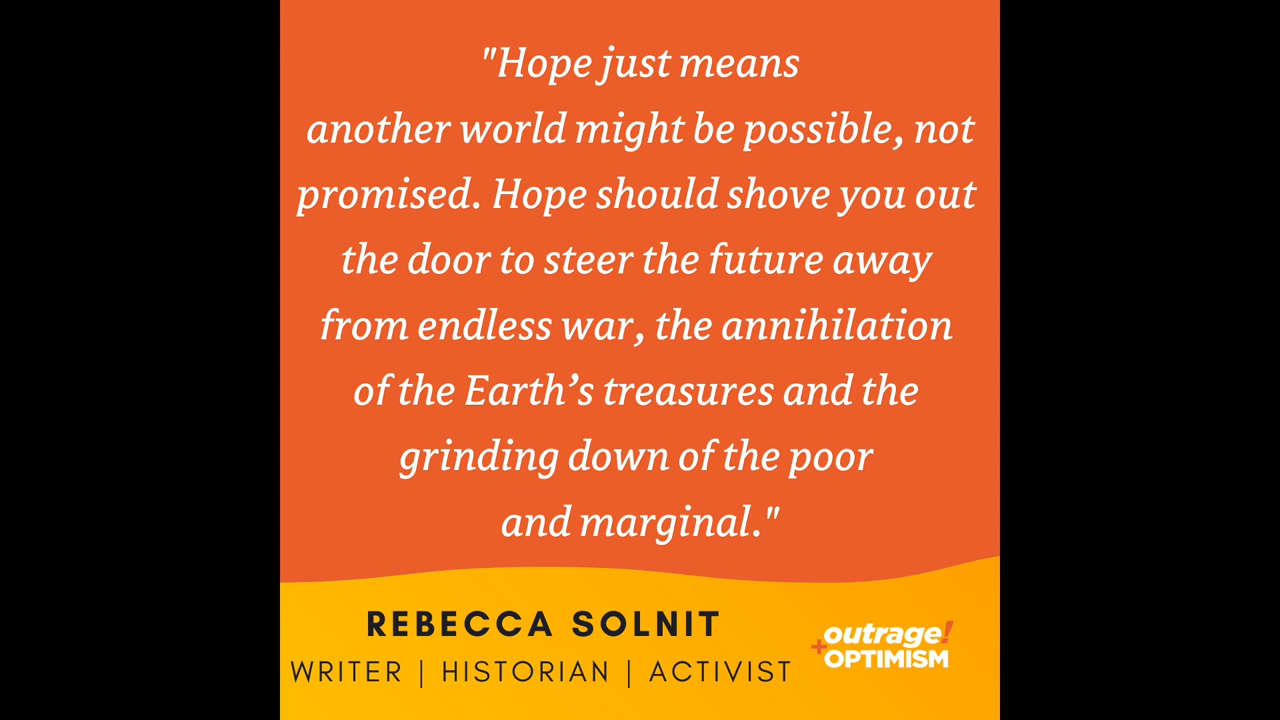 "Hope just means
another world might be possible, not
promised. Hope should shove you out
the door to steer the future away
from endless war, the annihilation
of the Earth’s treasures and the
grinding down of the poor
and marginal."
REBECCA SOLNIT
WRITER | HISTORIAN | ACTIVIST
outrage!
+OPTIMISM